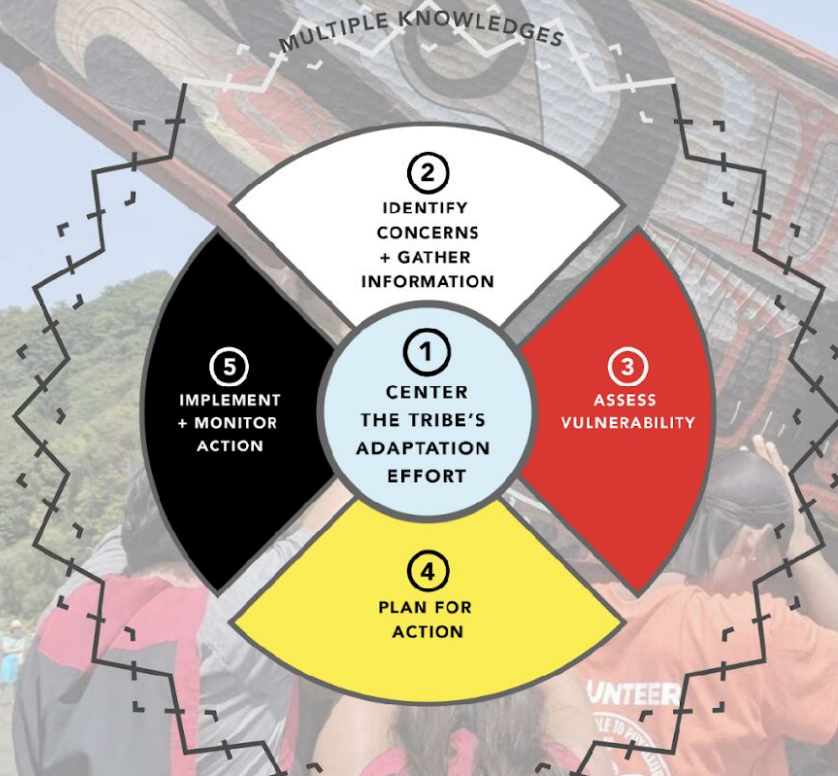 MULTIPLE KNOWLEDGES
2
IDENTIFY
CONCERNS
+ GATHER
INFORMATION
1
CENTER
THE TRIBE'S
ADAPTATION
EFFORT
3
ASSESS
VULNERABILITY
4
PLAN FOR
ACTION
5
IMPLEMENT
+ MONITOR
ACTION
UNTEER